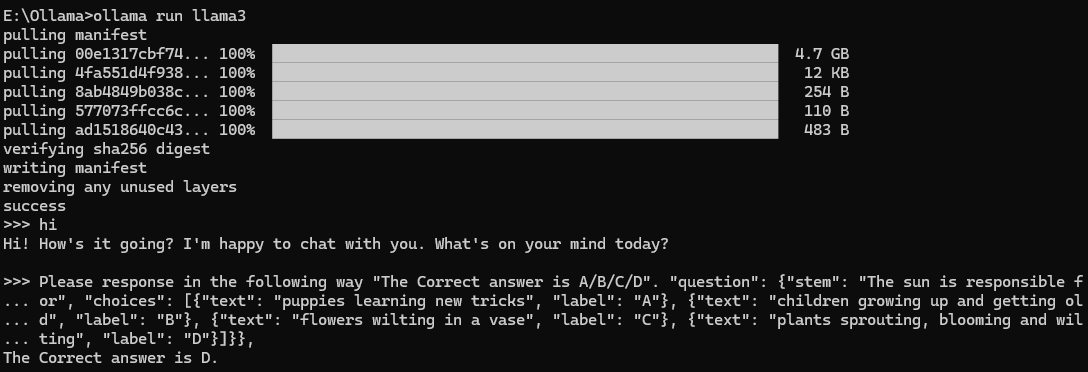 E:\Ollama>ollama run llama3
pulling manifest
pulling 00e1317cbf74... 100% 4.7 GB
pulling 4fa551d4f938... 100% 12 KB
pulling 8ab4849b038c... 100% 254 B
pulling 577073ffcc6c... 100% 110 B
pulling ad1518640c43... 100% 483 B
verifying sha256 digest
writing manifest
removing any unused layers
success
>>> hi
Hi! How's it going? I'm happy to chat with you. What's on your mind today?
>>> Please response in the following way "The Correct answer is A/B/C/D". "question": {"stem": "The sun is responsible f
... or", "choices": [{"text": "puppies learning new tricks", "label": "A"}, {"text": "children growing up and getting ol
... d", "label": "B"}, {"text": "flowers wilting in a vase", "label": "C"}, {"text": "plants sprouting, blooming and wil
... ting", "label": "D"}]}},
The Correct answer is D.